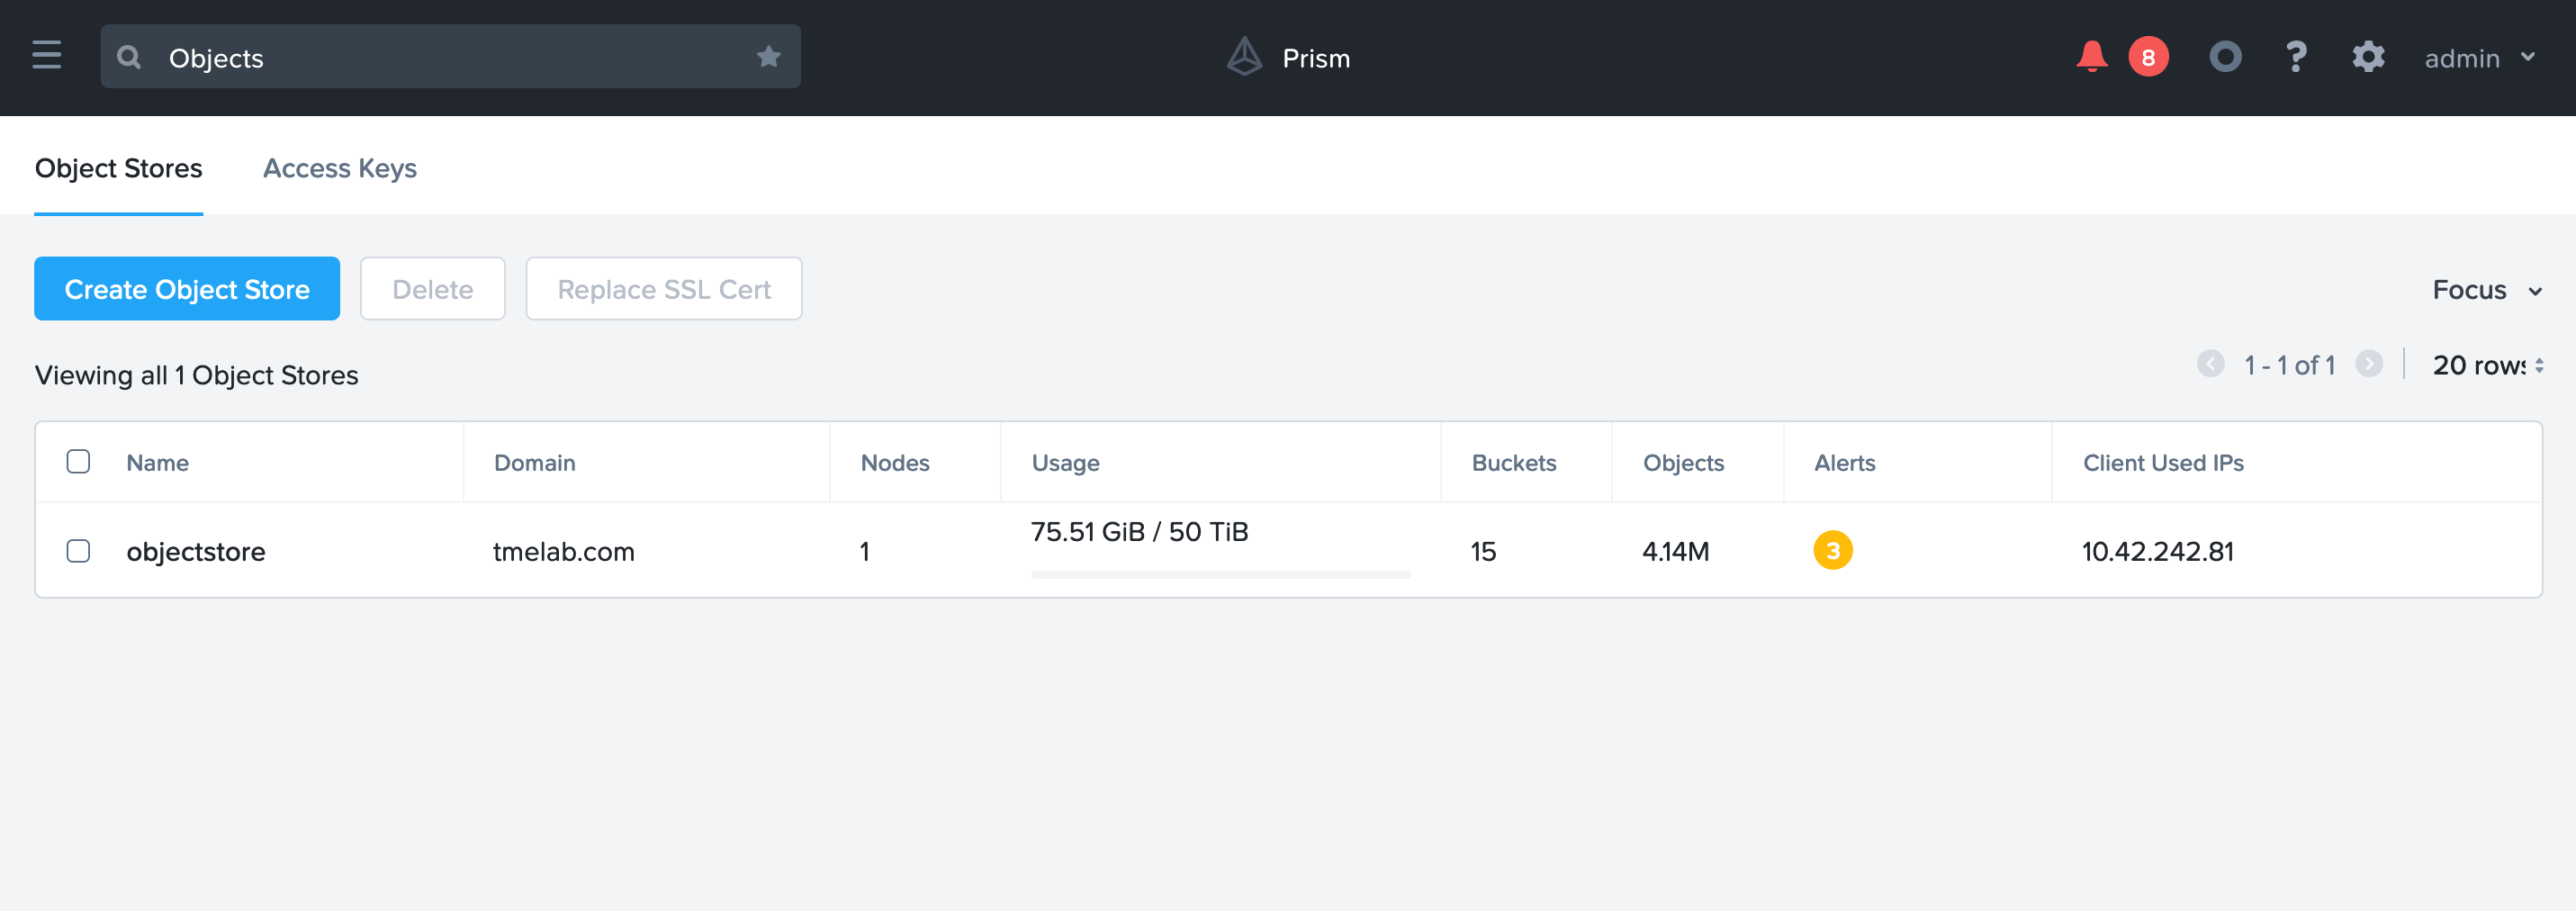 Objects
Prism
8
?
admin
Object Stores
Access Keys
Create Object Store
Delete
Replace SSL Cert
Focus
Viewing all 1 Object Stores
1 - 1 of 1
20 rows
Name
Domain
Nodes
Usage
Buckets
Objects
Alerts
Client Used IPs
objectstore
tmelab.com
1
75.51 GiB / 50 TiB
15
4.14M
3
10.42.242.81